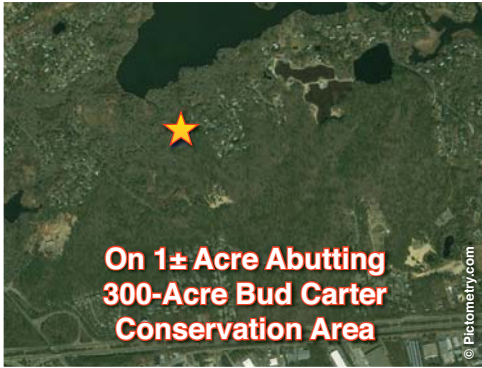 On 1± Acre Abutting
300-Acre Bud Carter
Conservation Area
© Pictometry.com